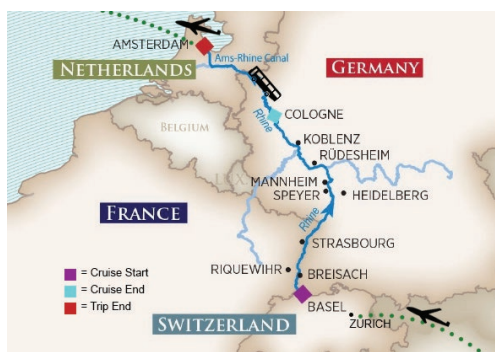 AMSTERDAM
Ams-Rhine Canal
NETHERLANDS
GERMANY
Rhine
COLOGNE
BELGIUM
KOBLENZ
RÜDESHEIM
MANNHEIM
SPEYER
HEIDELBERG
FRANCE
Rhine
STRASBOURG
RIQUEWIHR
BREISACH
= Cruise Start
= Cruise End
= Trip End
BASEL
ZURICH
SWITZERLAND